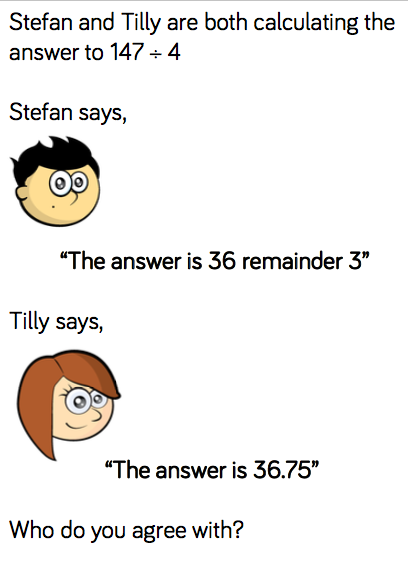 Stefan and Tilly are both calculating the
answer to 147 ÷ 4
Stefan says,
“The answer is 36 remainder 3”
Tilly says,
“The answer is 36.75”
Who do you agree with?